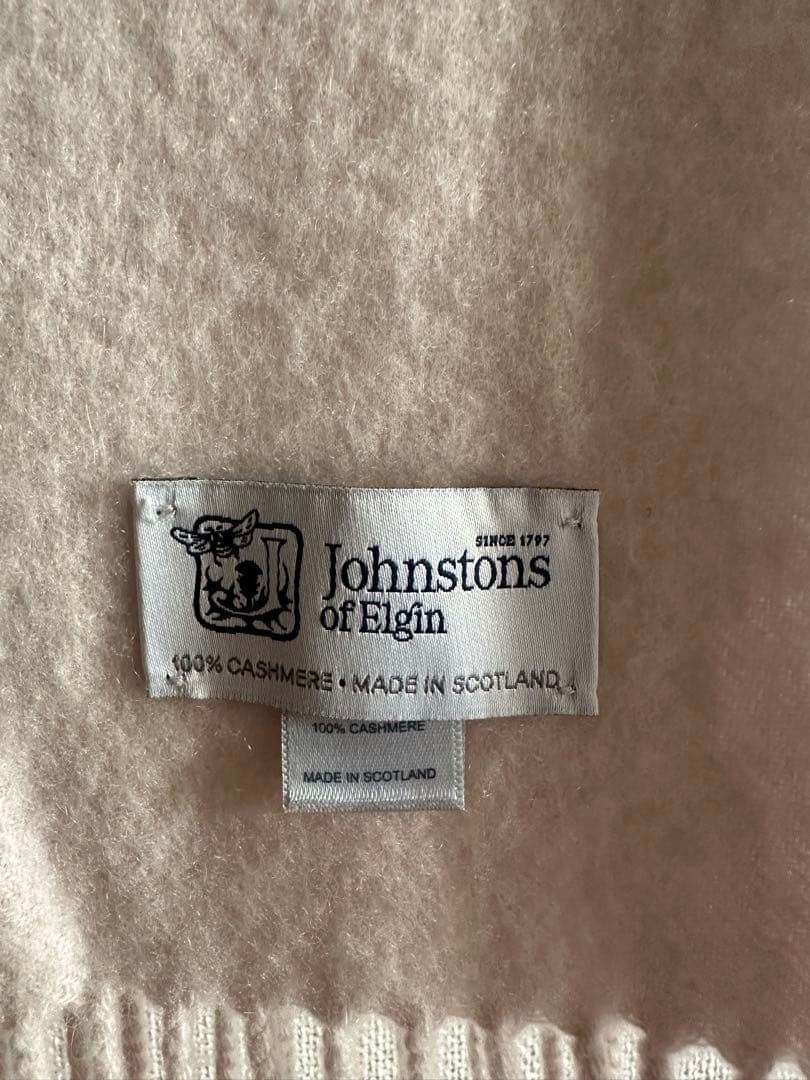 SINCE 1797
Johnstons
of Elgin
100% CASHMERE • MADE IN SCOTLAND
100% CASHMERE
MADE IN SCOTLAND